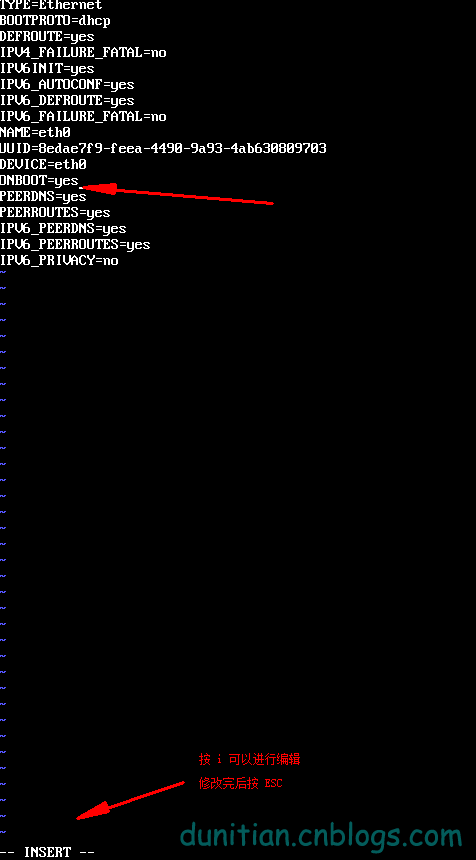 TYPE=Ethernet
BOOTPROTO=dhcp
DEFROUTE=yes
IPV4_FAILURE_FATAL=no
IPV6INIT=yes
IPV6_AUTOCONF=yes
IPV6_DEFROUTE=yes
IPV6_FAILURE_FATAL=no
NAME=eth0
UUID=8edae7f9-feea-4490-9a93-4ab630809703
DEVICE=eth0
ONBOOT=yes
PEERDNS=yes
PEERROUTES=yes
IPV6_PEERDNS=yes
IPV6_PEERROUTES=yes
IPV6_PRIVACY=no
按 i 可以进行编辑
修改完后按 ESC
dunitian.cnblogs.com
-- INSERT --